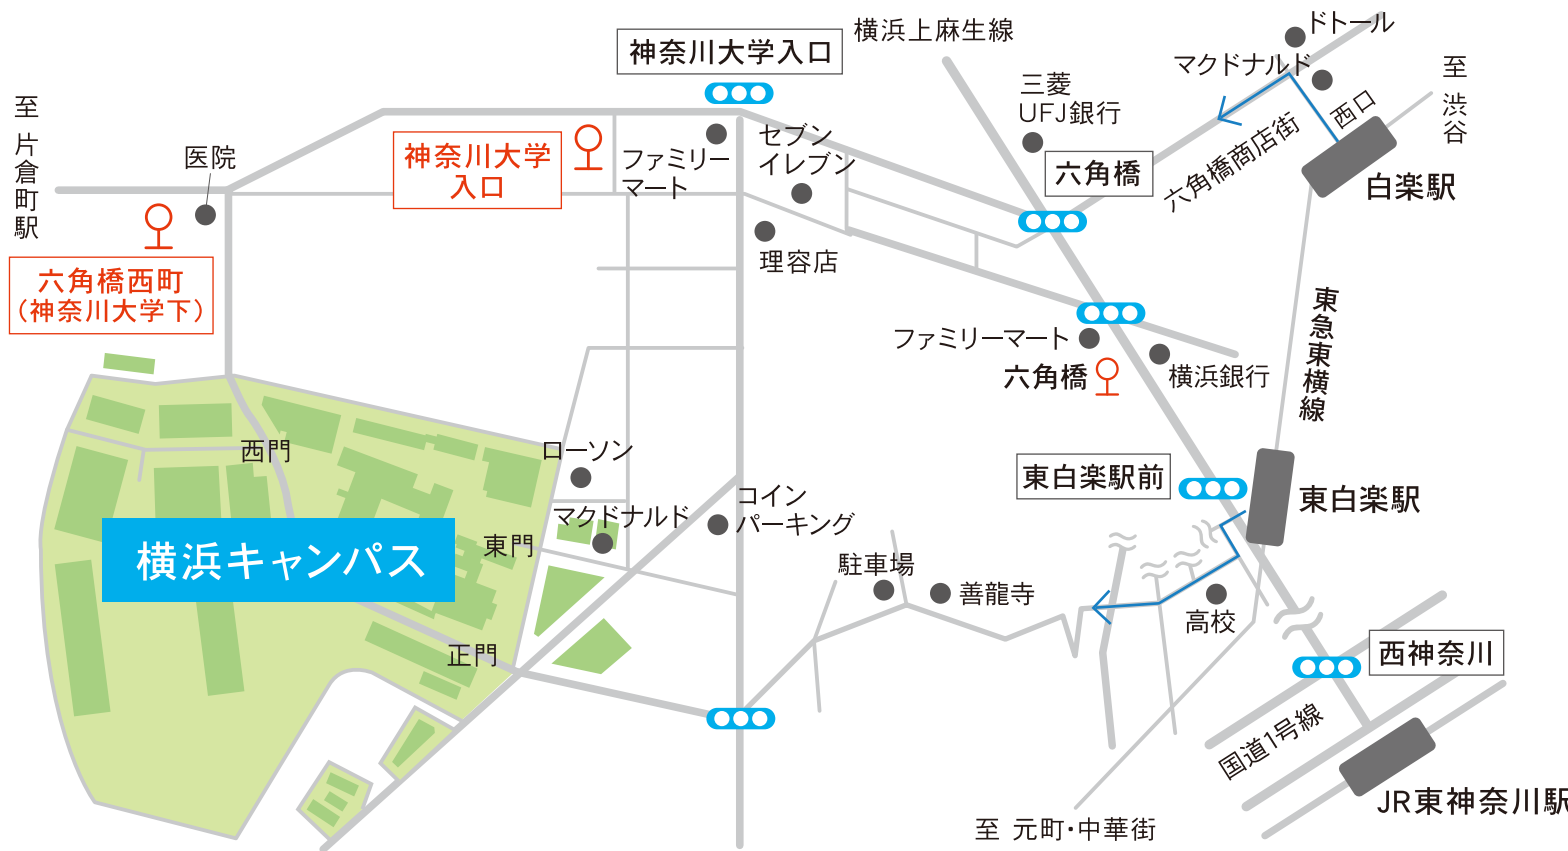 神奈川大学入口
横浜上麻生線
ドトール
マクドナルド
至 渋谷
三菱
UFJ銀行
西口
至 片倉町駅
医院
神奈川大学
入口
ファミリー
マート
セブン
イレブン
六角橋
六角橋商店街
白楽駅
理容店
六角橋西町
（神奈川大学下）
東急東横線
ファミリーマート
六角橋
横浜銀行
西門
ローソン
東白楽駅前
東白楽駅
マクドナルド
コイン
パーキング
横浜キャンパス
東門
駐車場
善龍寺
高校
正門
西神奈川
国道1号線
JR東神奈川駅
至 元町・中華街